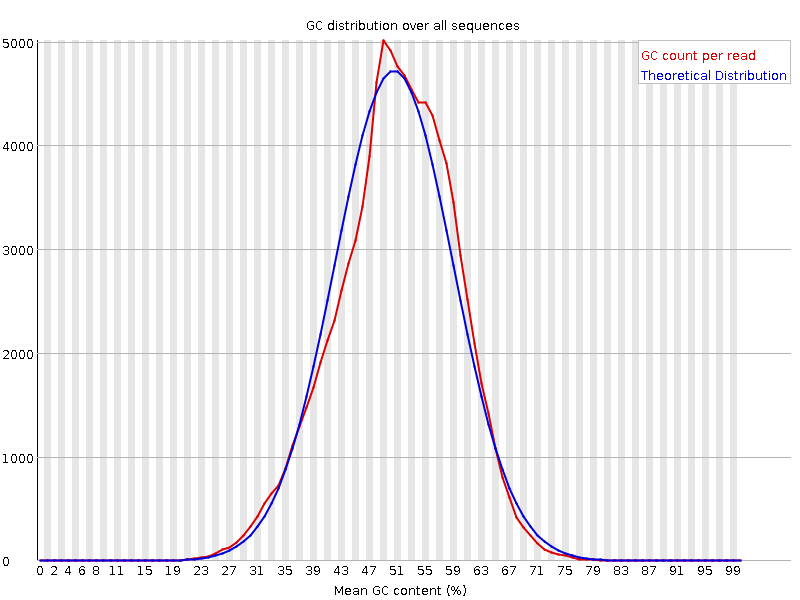 GC distribution over all sequences
GC count per read
Theoretical Distribution
5000
4000
3000
2000
1000
0
0 2 4 6 8 11 15 19 23 27 31 35 39 43 47 51 55 59 63 67 71 75 79 83 87 91 95 99
Mean GC content (%)